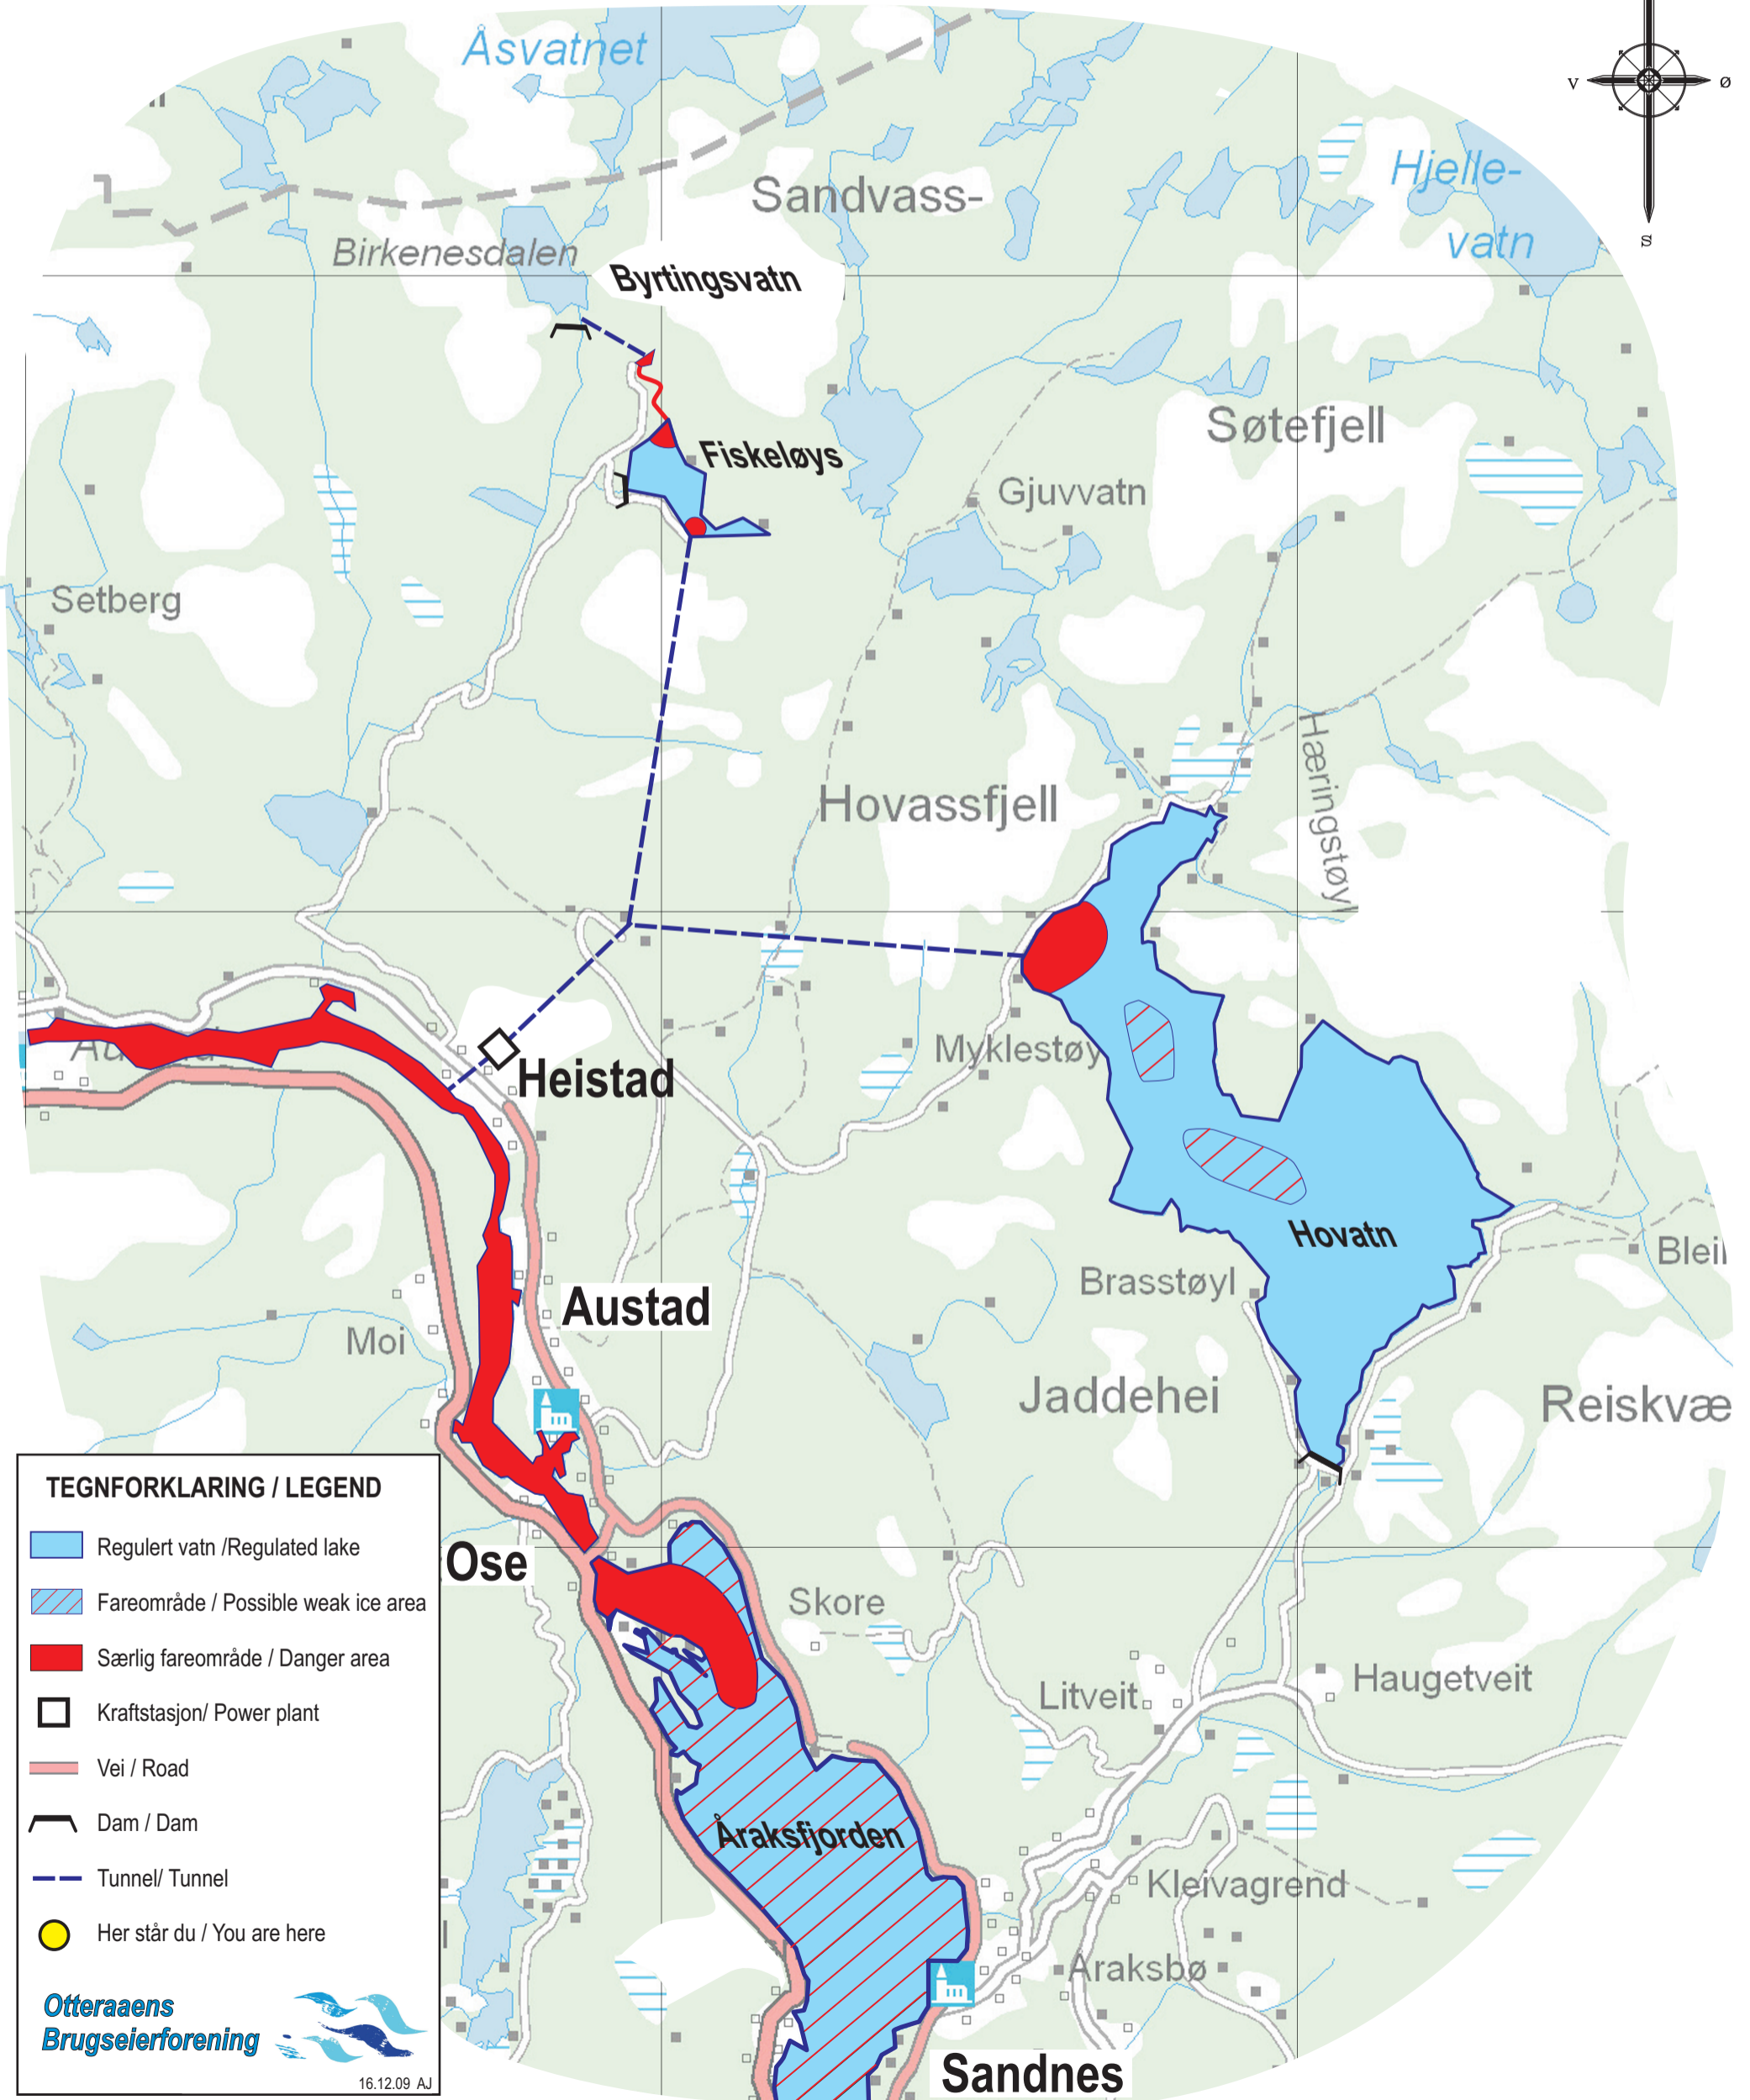 Åsvatnet
V
Ø
S
Sandvass-
Hjelle-
vatn
Birkenesdalen
Byrtingsvatn
Søtefjell
Fiskeløys
Gjuvvatn
Setberg
Hæringstøyl
Hovassfjell
Myklestøy
Heistad
Hovatn
Bleil
Brasstøyl
Austad
Moi
Jaddehei
Reiskvæ
Ose
Skore
Litveit
Haugetveit
Åraksfjorden
Kleivagrend
Araksbø
Sandnes
TEGNFORKLARING / LEGEND
Regulert vatn /Regulated lake
Fareområde / Possible weak ice area
Særlig fareområde / Danger area
Kraftstasjon/ Power plant
Vei / Road
Dam / Dam
Tunnel/ Tunnel
Her står du / You are here
Otteraaens
Brugseierforening
16.12.09 AJ